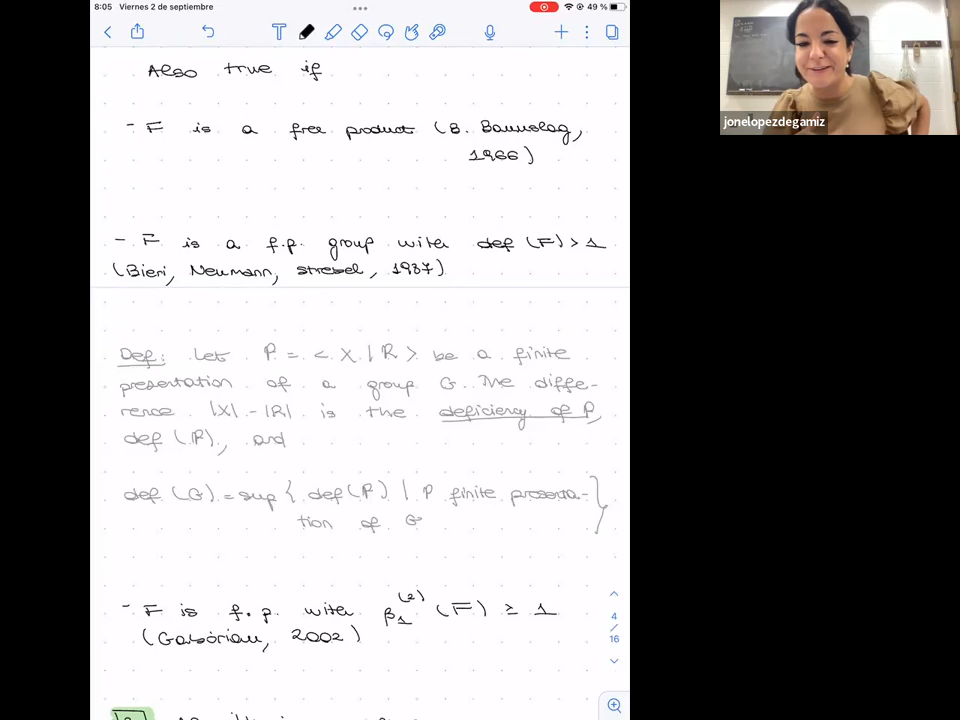 8:05 Viernes 2 de septiembre
49 %
jonelopezdegamiz
Also true if
- F is a free product (B. Baumslag,
1966)
- F is a f.p. group with def (F) > 1
(Bieri, Neumann, Strebel, 1937)
Def: Let P = < X | R > be a finite
presentation of a group G. The diffe-
rence |X| - |R| is the deficiency of P,
def (P), and
def (G) = sup { def (P) | P finite presenta-
tion of G }
- F is f.p. with β₁⁽²⁾ (F) ≥ 1
(Gaboriau, 2002)
4
/
16